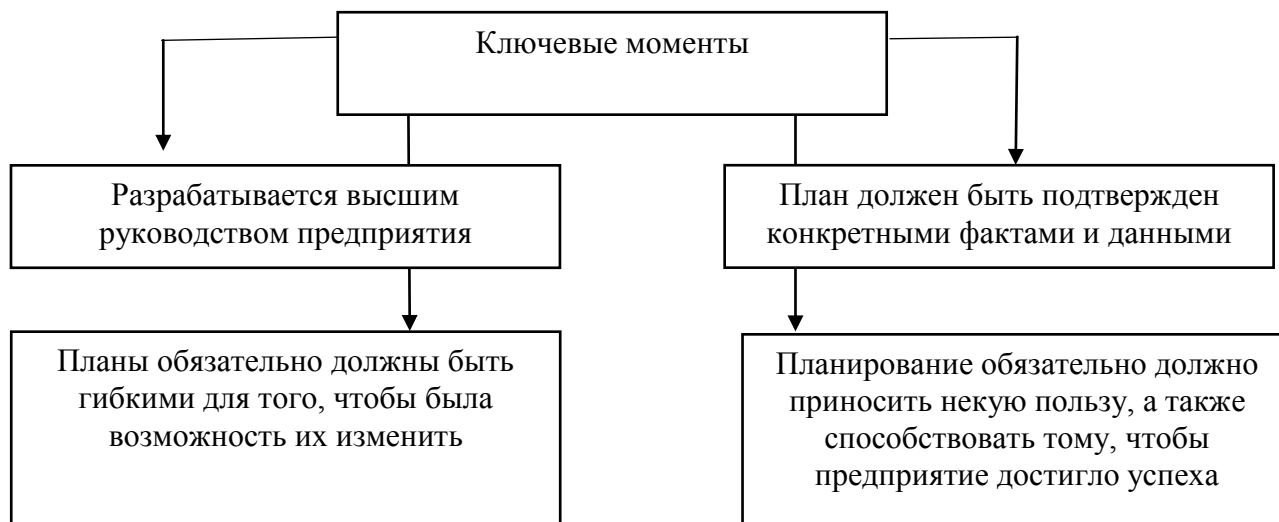 Ключевые моменты
Разрабатывается высшим
руководством предприятия
План должен быть подтвержден
конкретными фактами и данными
Планы обязательно должны быть
гибкими для того, чтобы была
возможность их изменить
Планирование обязательно должно
приносить некую пользу, а также
способствовать тому, чтобы
предприятие достигло успеха